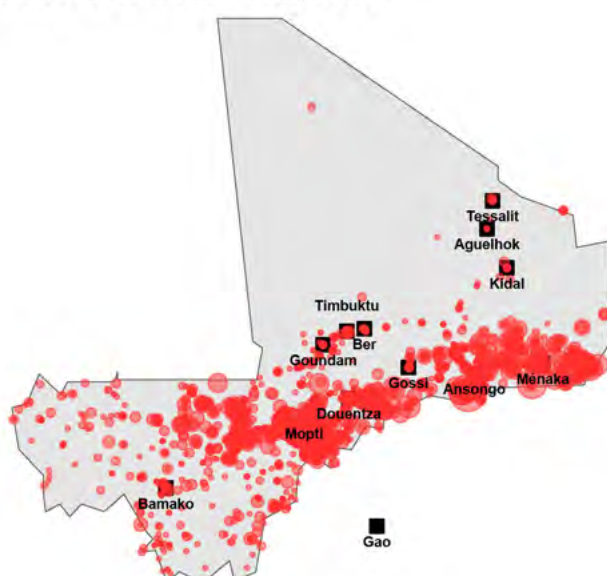 Tessalit
Aguelhok
Kidal
Timbuktu
Ber
Goundam
Gossi
Ménaka
Ansongo
Douentza
Mopti
Bamako
Gao